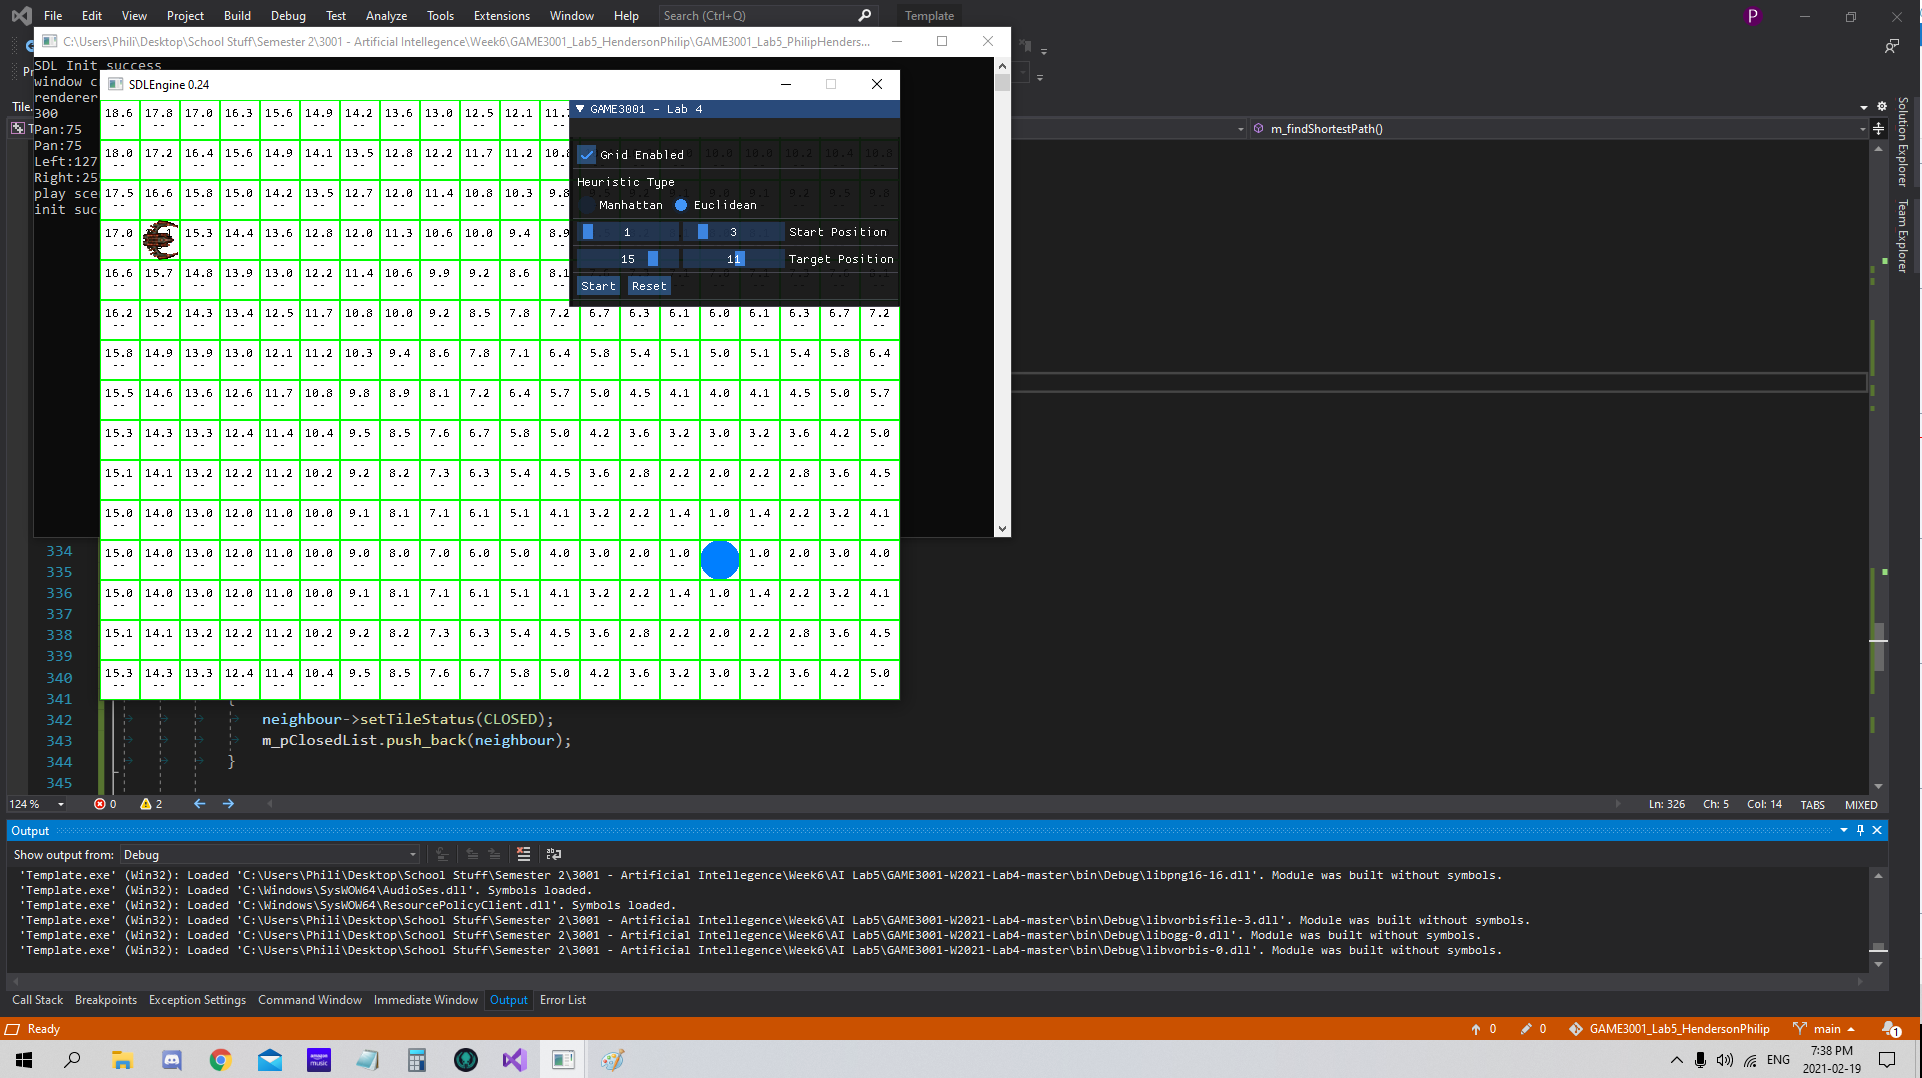 File Edit View Project Build Debug Test Analyze Tools Extensions Window Help Search (Ctrl+Q) Template P
C:\Users\Phili\Desktop\School Stuff\Semester 2\3001 - Artificial Intellegence\Week6\GAME3001_Lab5_HendersonPhilip\GAME3001_Lab5_PhilipHenders...
SDL Init success
window c
renderer
300
Pan:75
Pan:75
Left:127
Right:25
play sce
init suc
Tile.
SDLEngine 0.24
GAME3001 - Lab 4
Grid Enabled
Heuristic Type
Manhattan Euclidean
1 3 Start Position
15 11 Target Position
Start Reset
m_findShortestPath()
Solution Explorer
Team Explorer
18.6 17.8 17.0 16.3 15.6 14.9 14.2 13.6 13.0 12.5 12.1
-- -- -- -- -- -- -- -- -- -- --
18.0 17.2 16.4 15.6 14.9 14.1 13.5 12.8 12.2 11.7 11.2 10.8
-- -- -- -- -- -- -- -- -- -- -- --
17.5 16.6 15.8 15.0 14.2 13.5 12.7 12.0 11.4 10.8 10.3 9.8
-- -- -- -- -- -- -- -- -- -- -- --
17.0 15.3 14.4 13.6 12.8 12.0 11.3 10.6 10.0 9.4 8.9
-- -- -- -- -- -- -- -- -- -- --
16.6 15.7 14.8 13.9 13.0 12.2 11.4 10.6 9.9 9.2 8.6 8.1
-- -- -- -- -- -- -- -- -- -- -- --
16.2 15.2 14.3 13.4 12.5 11.7 10.8 10.0 9.2 8.5 7.8 7.2 6.7 6.3 6.1 6.0 6.1 6.3 6.7 7.2
-- -- -- -- -- -- -- -- -- -- -- -- -- -- -- -- -- -- -- --
15.8 14.9 13.9 13.0 12.1 11.2 10.3 9.4 8.6 7.8 7.1 6.4 5.8 5.4 5.1 5.0 5.1 5.4 5.8 6.4
-- -- -- -- -- -- -- -- -- -- -- -- -- -- -- -- -- -- -- --
15.5 14.6 13.6 12.6 11.7 10.8 9.8 8.9 8.1 7.2 6.4 5.7 5.0 4.5 4.1 4.0 4.1 4.5 5.0 5.7
-- -- -- -- -- -- -- -- -- -- -- -- -- -- -- -- -- -- -- --
15.3 14.3 13.3 12.4 11.4 10.4 9.5 8.5 7.6 6.7 5.8 5.0 4.2 3.6 3.2 3.0 3.2 3.6 4.2 5.0
-- -- -- -- -- -- -- -- -- -- -- -- -- -- -- -- -- -- -- --
15.1 14.1 13.2 12.2 11.2 10.2 9.2 8.2 7.3 6.3 5.4 4.5 3.6 2.8 2.2 2.0 2.2 2.8 3.6 4.5
-- -- -- -- -- -- -- -- -- -- -- -- -- -- -- -- -- -- -- --
15.0 14.0 13.0 12.0 11.0 10.0 9.1 8.1 7.1 6.1 5.1 4.1 3.2 2.2 1.4 1.0 1.4 2.2 3.2 4.1
-- -- -- -- -- -- -- -- -- -- -- -- -- -- -- -- -- -- -- --
15.0 14.0 13.0 12.0 11.0 10.0 9.0 8.0 7.0 6.0 5.0 4.0 3.0 2.0 1.0 1.0 2.0 3.0 4.0
-- -- -- -- -- -- -- -- -- -- -- -- -- -- -- -- -- -- --
15.0 14.0 13.0 12.0 11.0 10.0 9.1 8.1 7.1 6.1 5.1 4.1 3.2 2.2 1.4 1.0 1.4 2.2 3.2 4.1
-- -- -- -- -- -- -- -- -- -- -- -- -- -- -- -- -- -- -- --
15.1 14.1 13.2 12.2 11.2 10.2 9.2 8.2 7.3 6.3 5.4 4.5 3.6 2.8 2.2 2.0 2.2 2.8 3.6 4.5
-- -- -- -- -- -- -- -- -- -- -- -- -- -- -- -- -- -- -- --
15.3 14.3 13.3 12.4 11.4 10.4 9.5 8.5 7.6 6.7 5.8 5.0 4.2 3.6 3.2 3.0 3.2 3.6 4.2 5.0
-- -- -- -- -- -- -- -- -- -- -- -- -- -- -- -- -- -- -- --
334
335
336
337
338
339
340
341 {
342 neighbour->setTileStatus(CLOSED);
343 m_pClosedList.push_back(neighbour);
344 }
345
124 % 0 2 Ln: 326 Ch: 5 Col: 14 TABS MIXED
Output
Show output from: Debug
'Template.exe' (Win32): Loaded 'C:\Users\Phili\Desktop\School Stuff\Semester 2\3001 - Artificial Intellegence\Week6\AI Lab5\GAME3001-W2021-Lab4-master\bin\Debug\libpng16-16.dll'. Module was built without symbols.
'Template.exe' (Win32): Loaded 'C:\Windows\SysWOW64\AudioSes.dll'. Symbols loaded.
'Template.exe' (Win32): Loaded 'C:\Windows\SysWOW64\ResourcePolicyClient.dll'. Symbols loaded.
'Template.exe' (Win32): Loaded 'C:\Users\Phili\Desktop\School Stuff\Semester 2\3001 - Artificial Intellegence\Week6\AI Lab5\GAME3001-W2021-Lab4-master\bin\Debug\libvorbisfile-3.dll'. Module was built without symbols.
'Template.exe' (Win32): Loaded 'C:\Users\Phili\Desktop\School Stuff\Semester 2\3001 - Artificial Intellegence\Week6\AI Lab5\GAME3001-W2021-Lab4-master\bin\Debug\libogg-0.dll'. Module was built without symbols.
'Template.exe' (Win32): Loaded 'C:\Users\Phili\Desktop\School Stuff\Semester 2\3001 - Artificial Intellegence\Week6\AI Lab5\GAME3001-W2021-Lab4-master\bin\Debug\libvorbis-0.dll'. Module was built without symbols.
Call Stack Breakpoints Exception Settings Command Window Immediate Window Output Error List
Ready 0 0 GAME3001_Lab5_HendersonPhilip main 1
amazon music
ENG
7:38 PM
2021-02-19